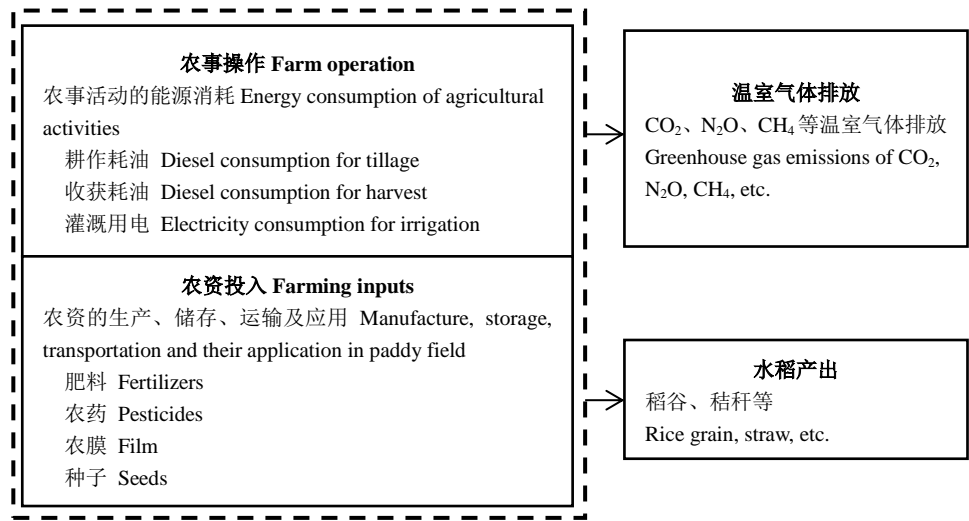 农事操作 Farm operation
农事活动的能源消耗 Energy consumption of agricultural
activities
耕作耗油 Diesel consumption for tillage
收获耗油 Diesel consumption for harvest
灌溉用电 Electricity consumption for irrigation
农资投入 Farming inputs
农资的生产、储存、运输及应用 Manufacture, storage,
transportation and their application in paddy field
肥料 Fertilizers
农药 Pesticides
农膜 Film
种子 Seeds
温室气体排放
CO₂、N₂O、CH₄ 等温室气体排放
Greenhouse gas emissions of CO₂,
N₂O, CH₄, etc.
水稻产出
稻谷、秸秆等
Rice grain, straw, etc.